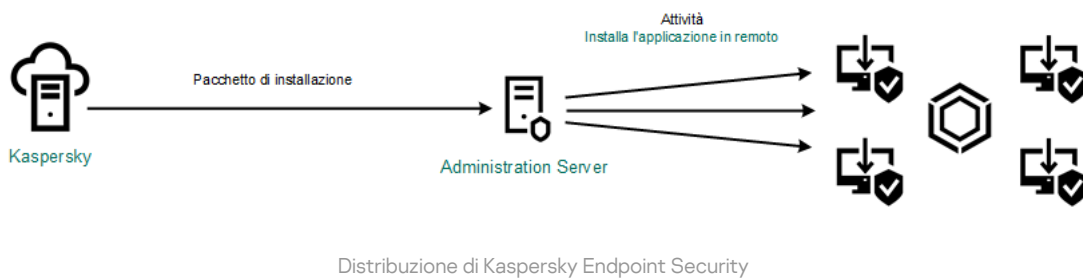 Attività
Installa l'applicazione in remoto
Pacchetto di installazione
Kaspersky
Administration Server
Distribuzione di Kaspersky Endpoint Security